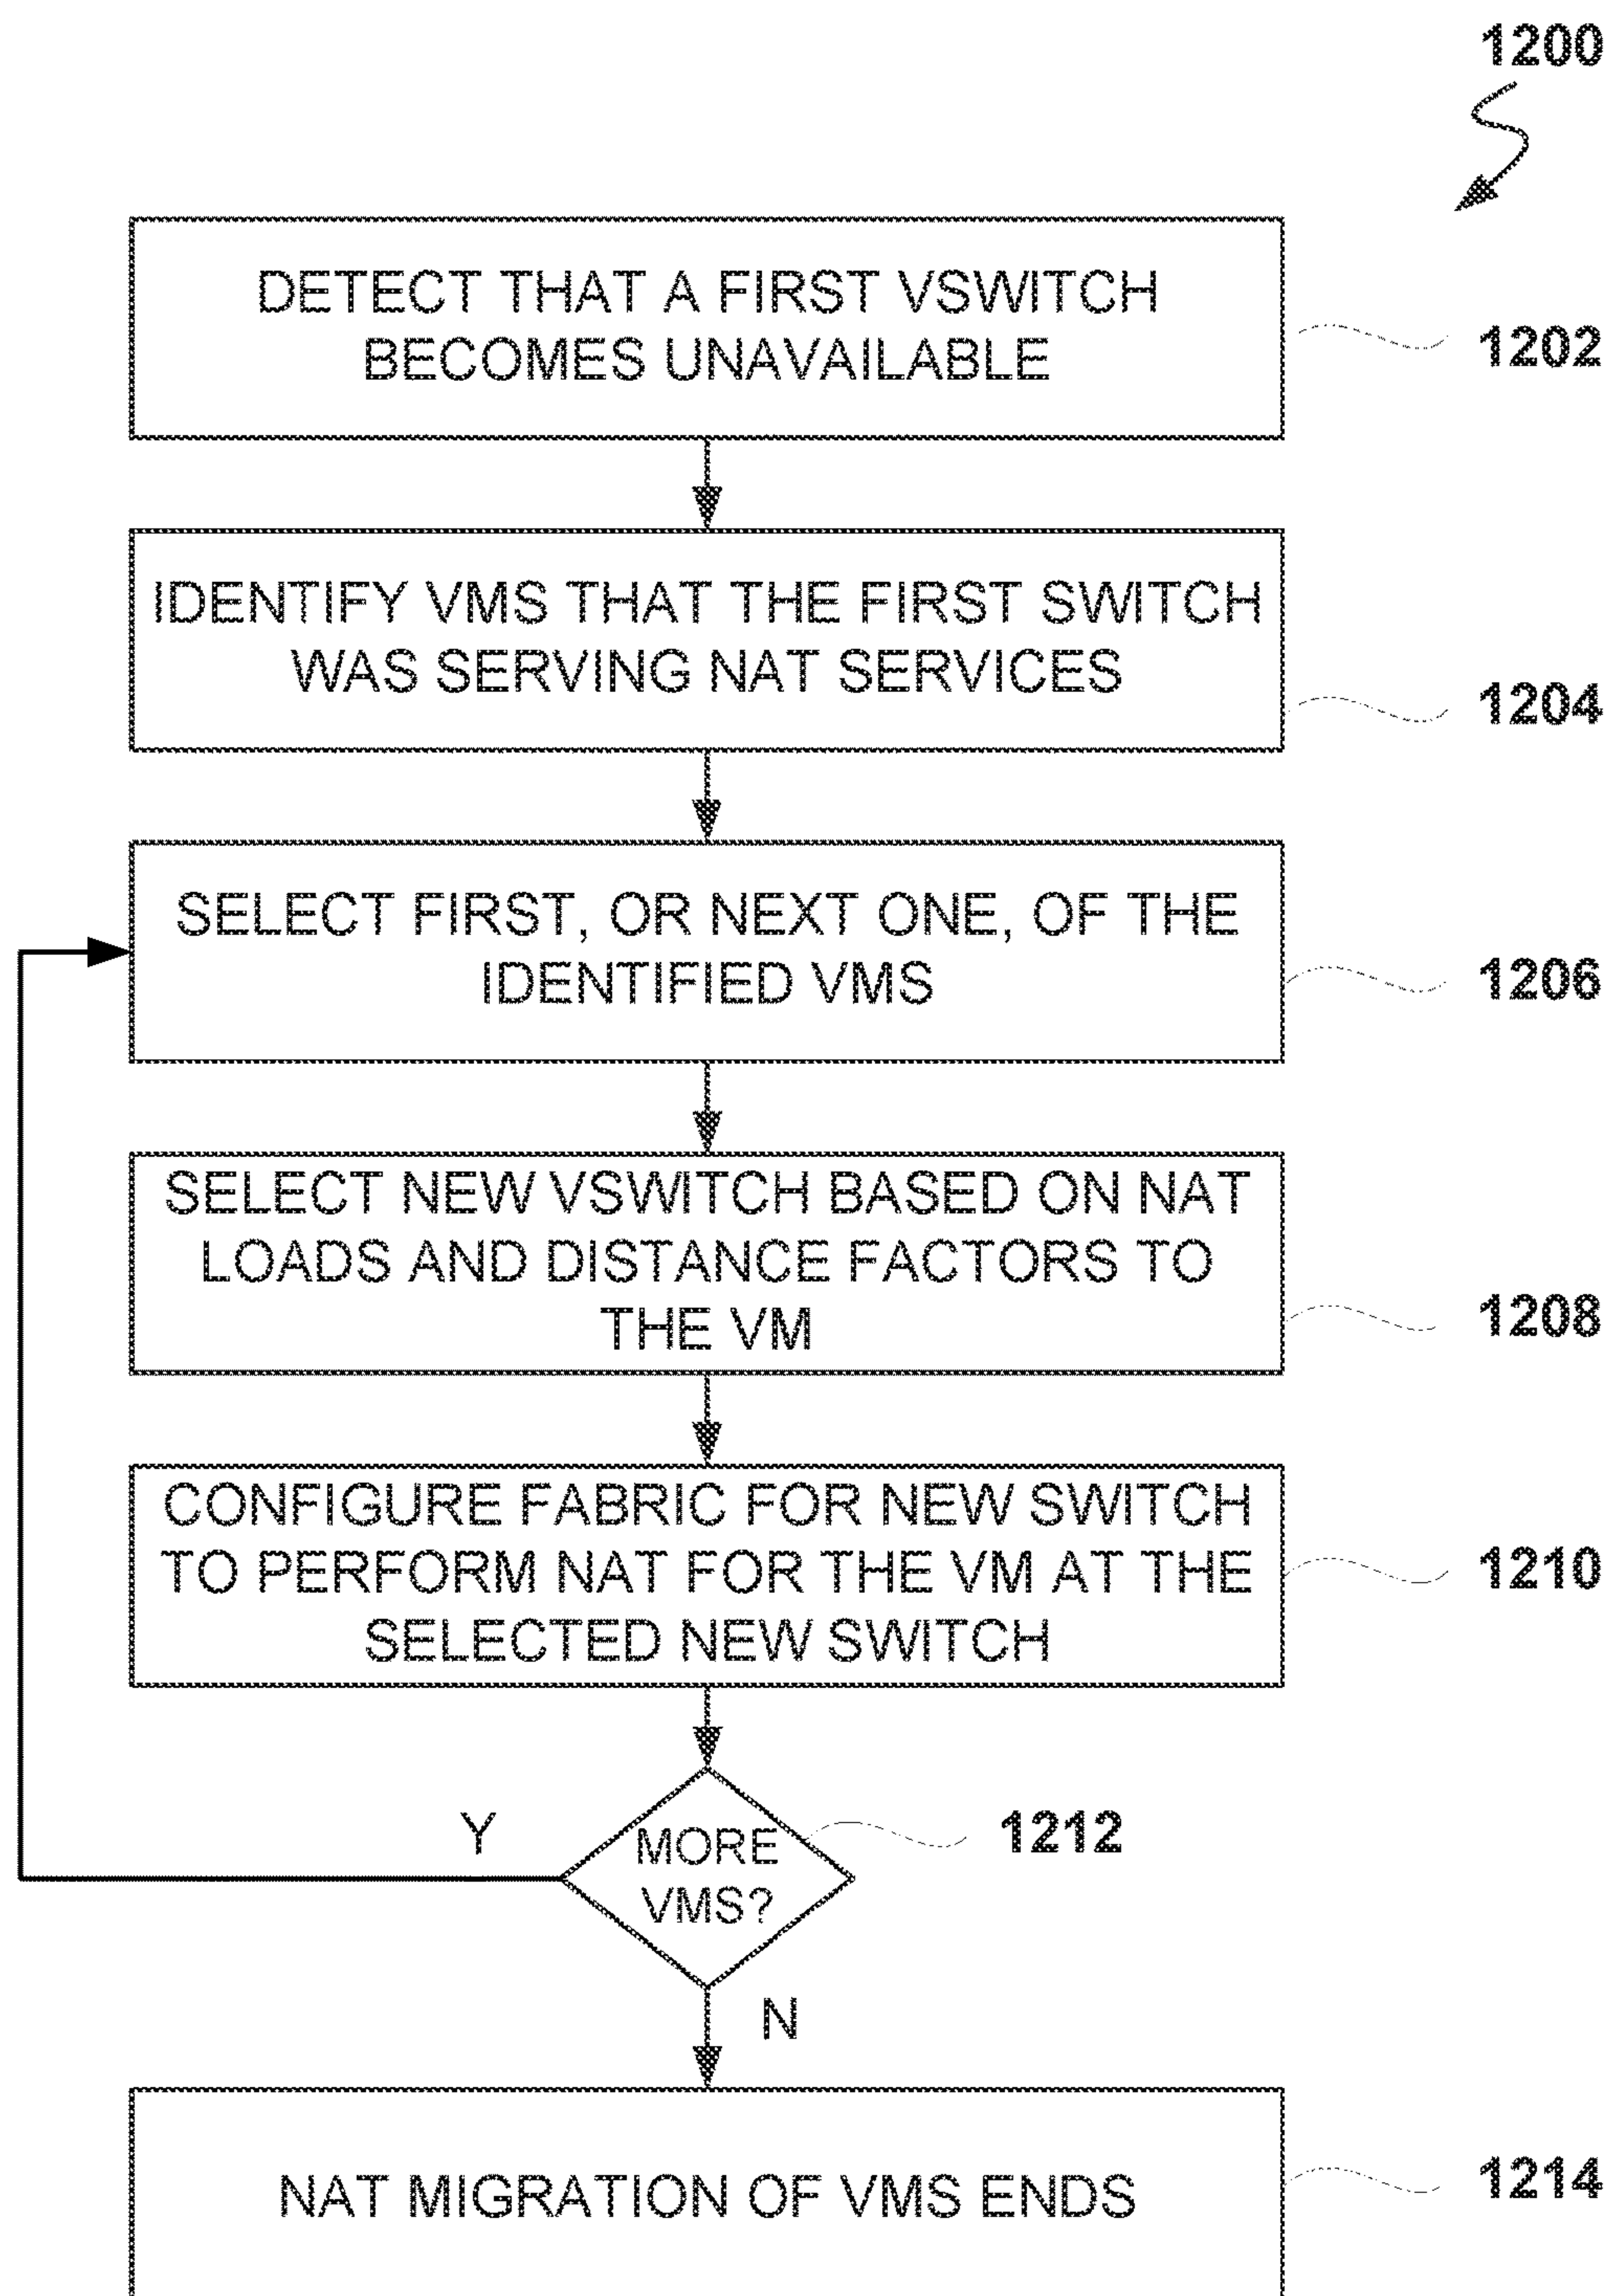 1200
DETECT THAT A FIRST VSWITCH
BECOMES UNAVAILABLE
1202
IDENTIFY VMS THAT THE FIRST SWITCH
WAS SERVING NAT SERVICES
1204
SELECT FIRST, OR NEXT ONE, OF THE
IDENTIFIED VMS
1206
SELECT NEW VSWITCH BASED ON NAT
LOADS AND DISTANCE FACTORS TO
THE VM
1208
CONFIGURE FABRIC FOR NEW SWITCH
TO PERFORM NAT FOR THE VM AT THE
SELECTED NEW SWITCH
1210
Y
MORE
VMS?
1212
N
NAT MIGRATION OF VMS ENDS
1214